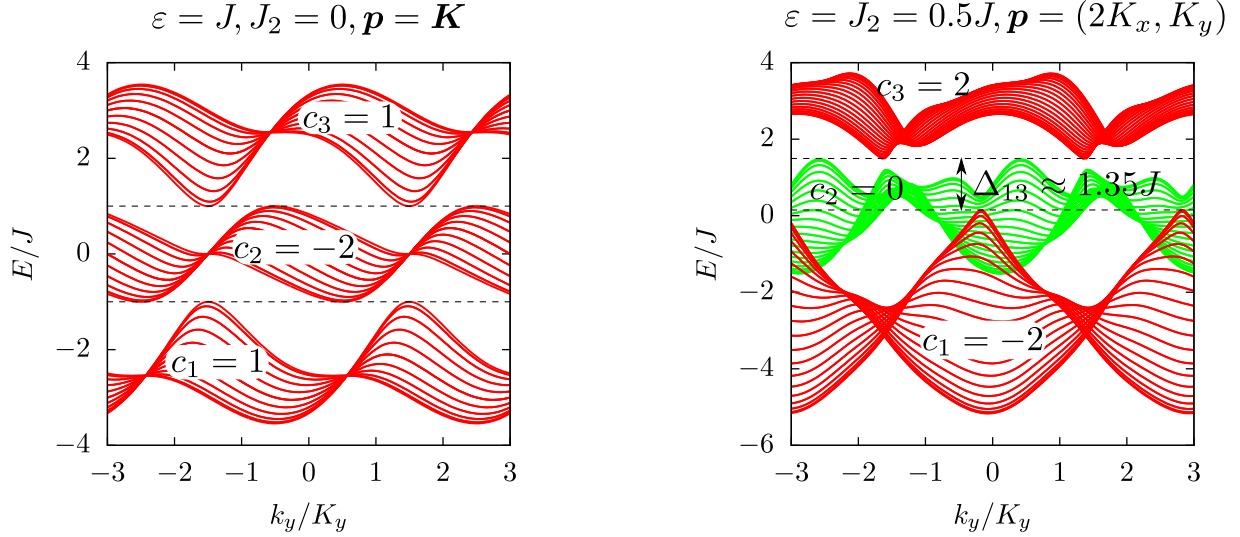 ε = J, J₂ = 0, p = K
4
2
0
−2
−4
E/J
c₃ = 1
c₂ = −2
c₁ = 1
−3 −2 −1 0 1 2 3
k_y/K_y
ε = J₂ = 0.5J, p = (2Kₓ, K_y)
4
2
0
−2
−4
−6
E/J
c₃ = 2
c₂ = 0
Δ₁₃ ≈ 1.35J
c₁ = −2
−3 −2 −1 0 1 2 3
k_y/K_y